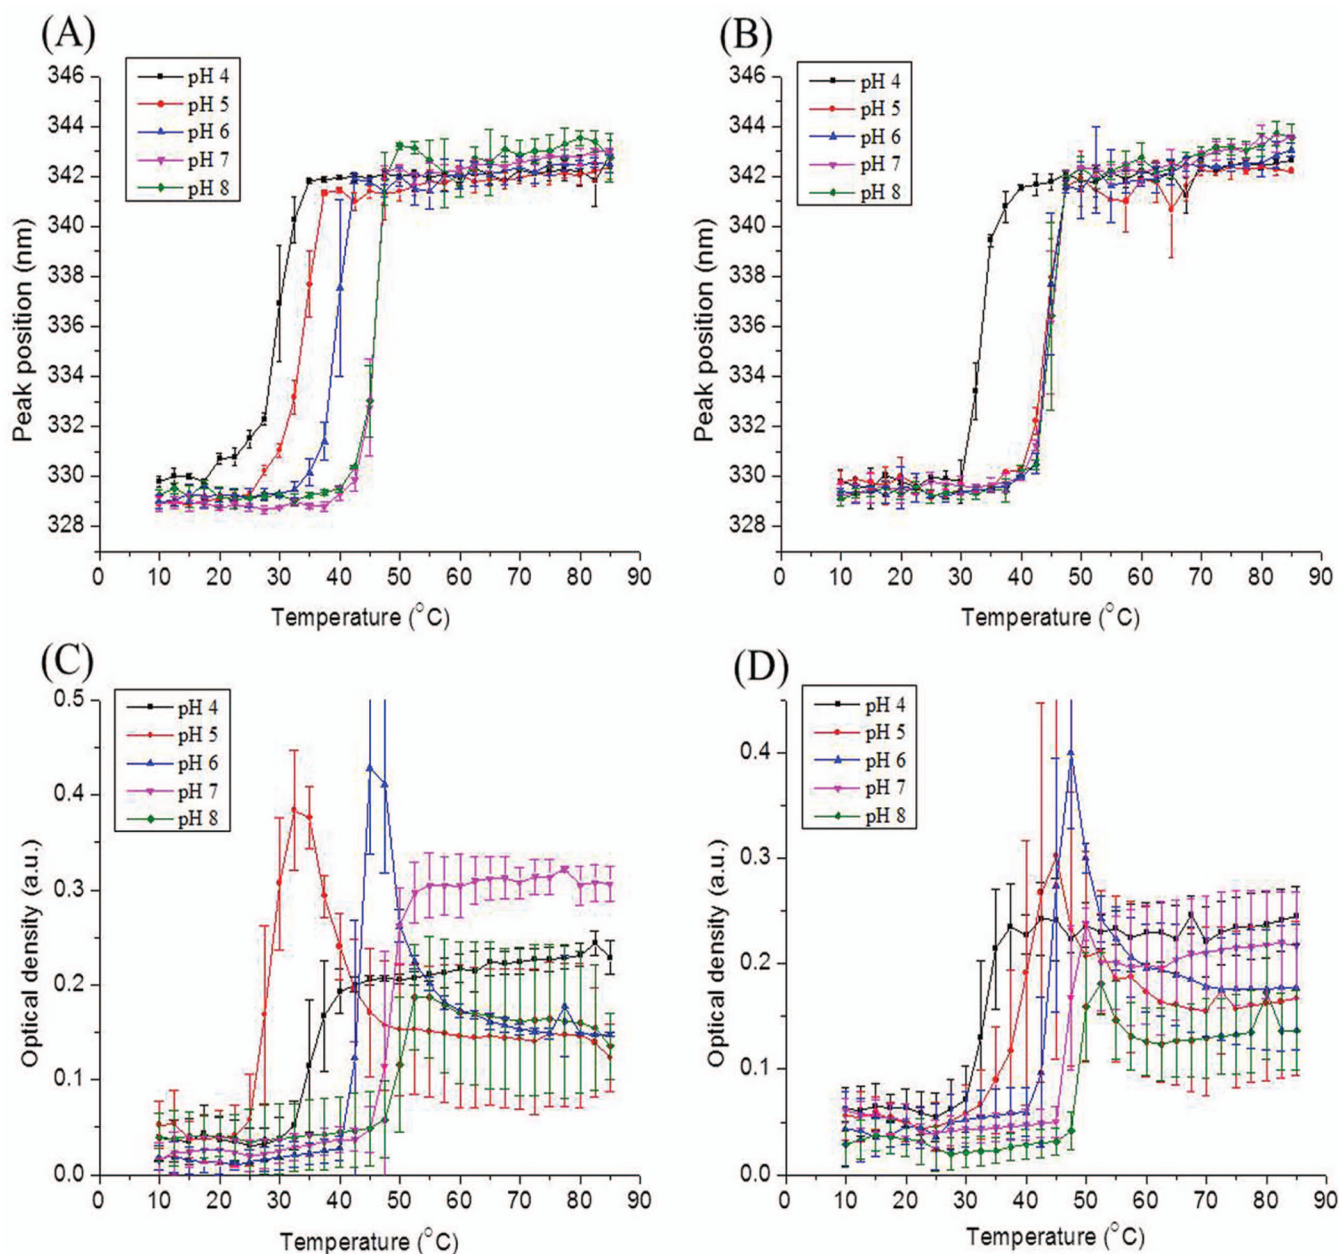 (A)
pH 4
pH 5
pH 6
pH 7
pH 8
346
344
342
340
338
336
334
332
330
328
Peak position (nm)
0 10 20 30 40 50 60 70 80 90
Temperature (°C)
(B)
pH 4
pH 5
pH 6
pH 7
pH 8
346
344
342
340
338
336
334
332
330
328
Peak position (nm)
0 10 20 30 40 50 60 70 80 90
Temperature (°C)
(C)
pH 4
pH 5
pH 6
pH 7
pH 8
0.5
0.4
0.3
0.2
0.1
0.0
Optical density (a.u.)
0 10 20 30 40 50 60 70 80 90
Temperature (°C)
(D)
pH 4
pH 5
pH 6
pH 7
pH 8
0.4
0.3
0.2
0.1
0.0
Optical density (a.u.)
0 10 20 30 40 50 60 70 80 90
Temperature (°C)